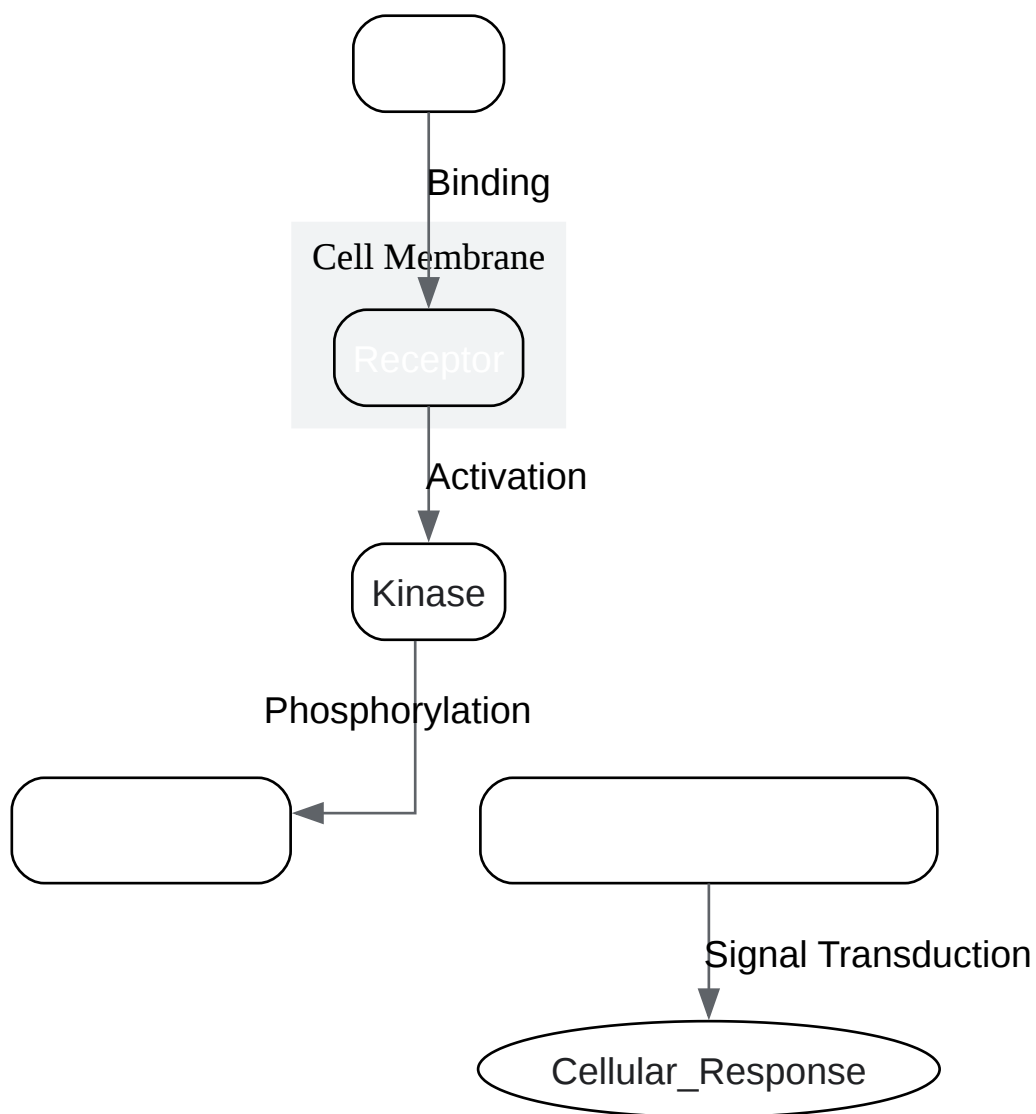 Binding
Cell Membrane
Receptor
Activation
Kinase
Phosphorylation
Signal Transduction
Cellular_Response